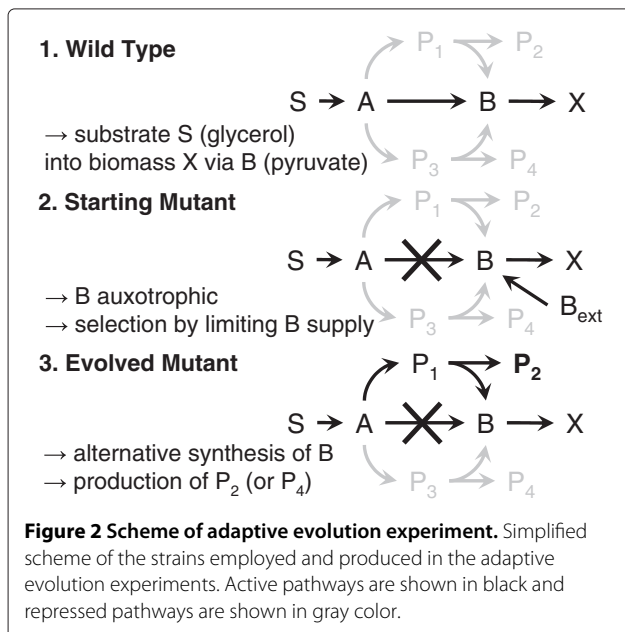 1. Wild Type
P1 P2
S A B X
→ substrate S (glycerol)
into biomass X via B (pyruvate)
P3 P4
2. Starting Mutant
P1 P2
S A B X
→ B auxotrophic
→ selection by limiting B supply
P3 P4
Bext
3. Evolved Mutant
P1 P2
S A B X
→ alternative synthesis of B
→ production of P2 (or P4)
P3 P4
Figure 2 Scheme of adaptive evolution experiment. Simplified
scheme of the strains employed and produced in the adaptive
evolution experiments. Active pathways are shown in black and
repressed pathways are shown in gray color.